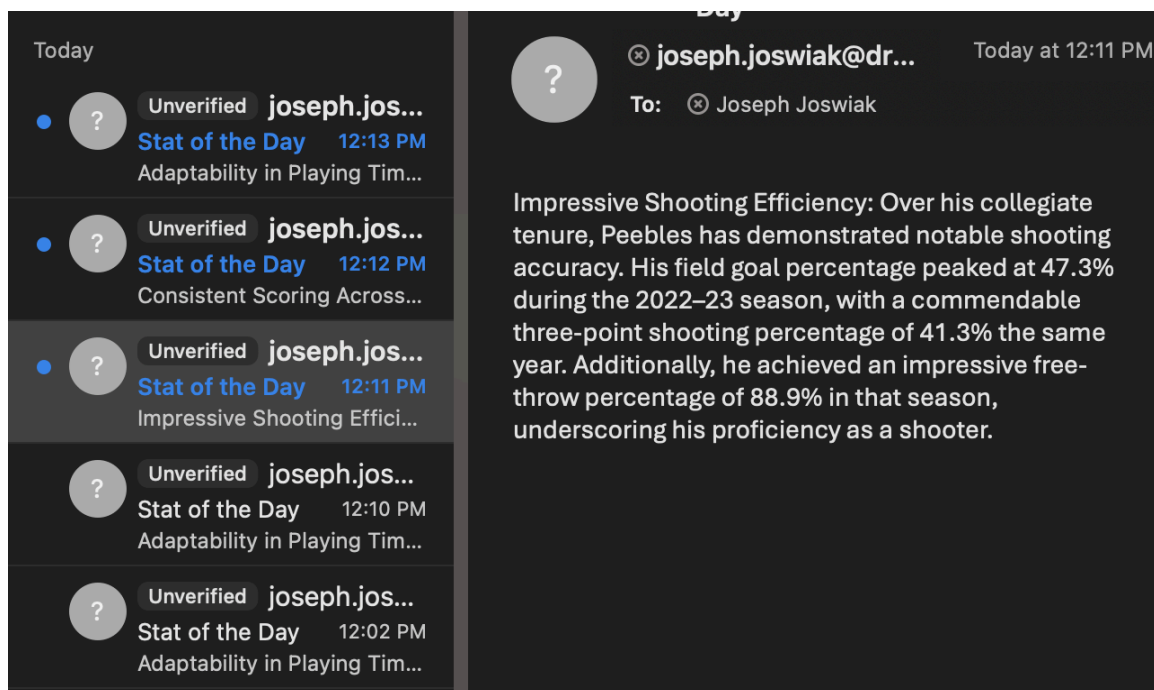 Today
? Unverified joseph.jos...
Stat of the Day 12:13 PM
Adaptability in Playing Tim...
? Unverified joseph.jos...
Stat of the Day 12:12 PM
Consistent Scoring Across...
? Unverified joseph.jos...
Stat of the Day 12:11 PM
Impressive Shooting Effici...
? Unverified joseph.jos...
Stat of the Day 12:10 PM
Adaptability in Playing Tim...
? Unverified joseph.jos...
Stat of the Day 12:02 PM
Adaptability in Playing Tim...
Day
? joseph.joswiak@dr... Today at 12:11 PM
To: Joseph Joswiak
Impressive Shooting Efficiency: Over his collegiate
tenure, Peebles has demonstrated notable shooting
accuracy. His field goal percentage peaked at 47.3%
during the 2022–23 season, with a commendable
three-point shooting percentage of 41.3% the same
year. Additionally, he achieved an impressive free-
throw percentage of 88.9% in that season,
underscoring his proficiency as a shooter.